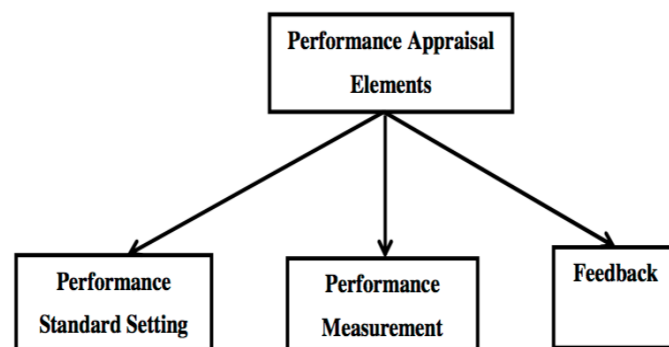 Performance Appraisal
Elements
Performance
Standard Setting
Performance
Measurement
Feedback